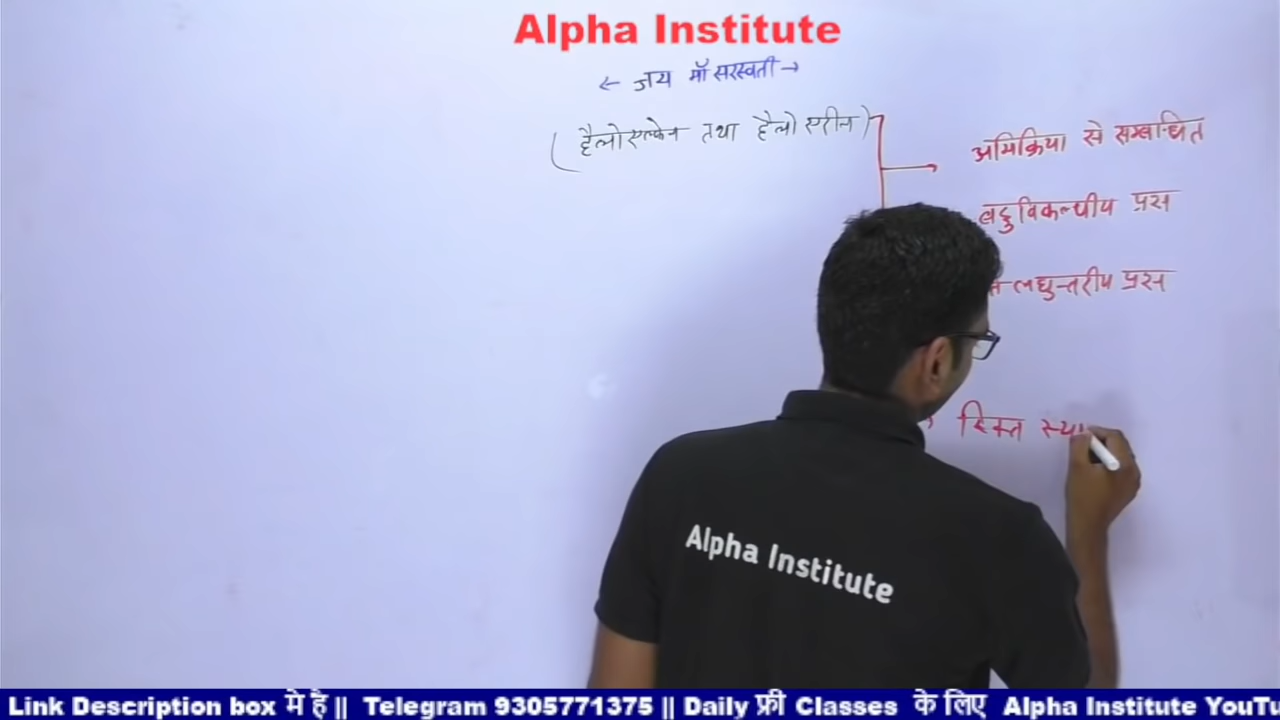 Alpha Institute
← जय माँ सरस्वती →
(हैलोएल्केन तथा हैलो एरीन)
अभिक्रिया से सम्बन्धित
बहुविकल्पीय प्रश्न
लघुत्तरीय प्रश्न
रिक्त स्था
Alpha Institute
Link Description box मे है || Telegram 9305771375 || Daily फ्री Classes के लिए Alpha Institute YouTu